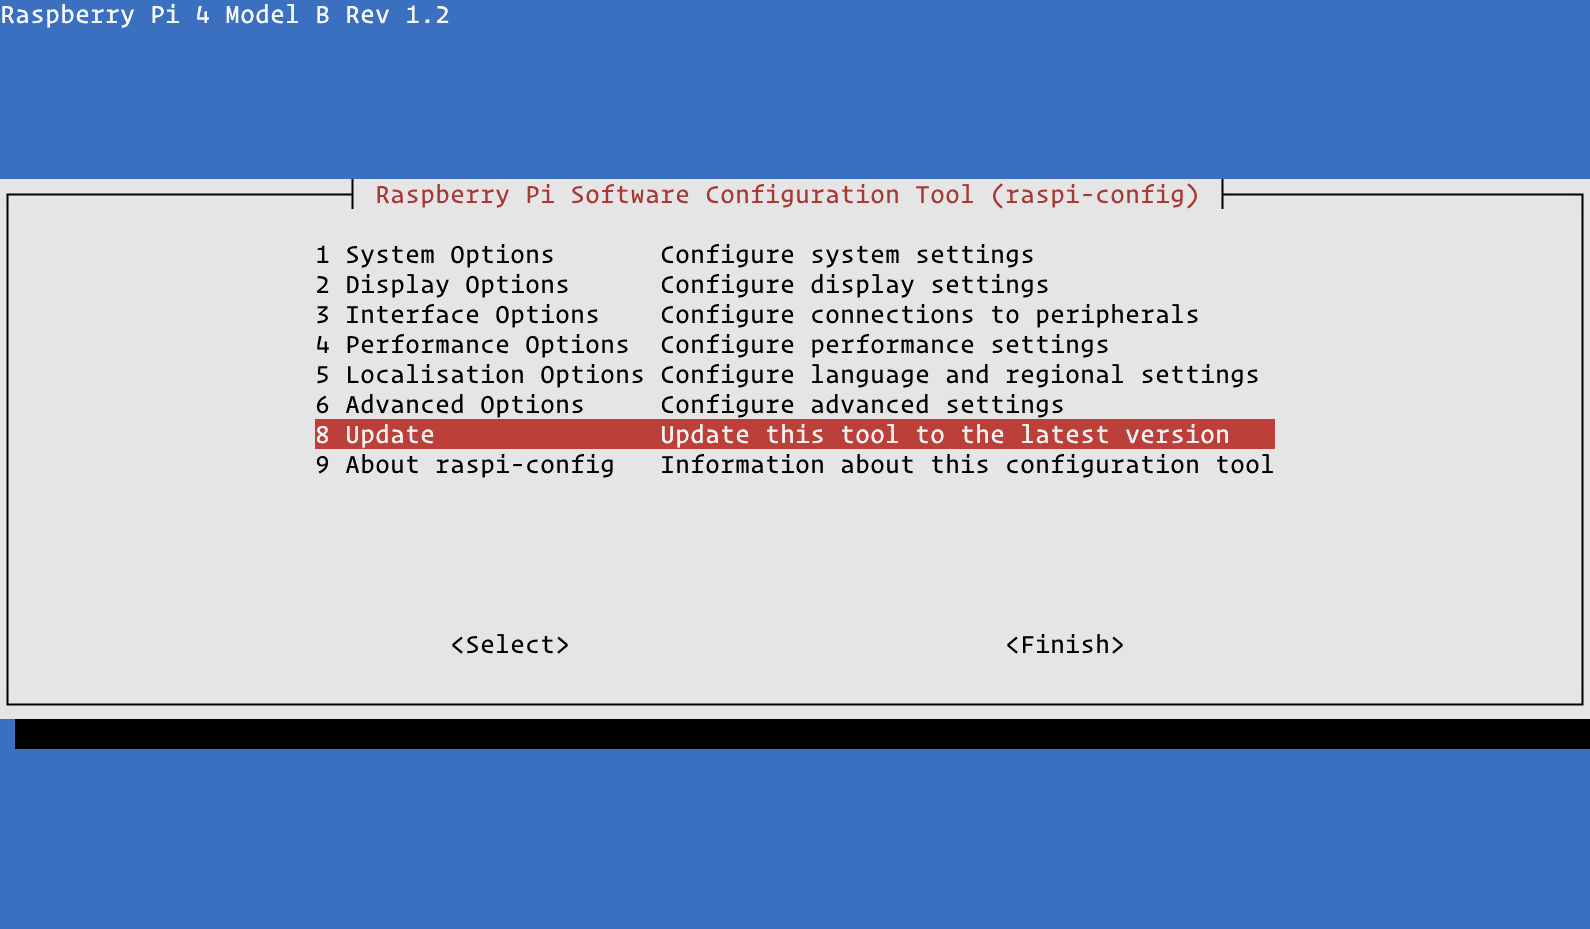 Raspberry Pi 4 Model B Rev 1.2
Raspberry Pi Software Configuration Tool (raspi-config)
1 System Options Configure system settings
2 Display Options Configure display settings
3 Interface Options Configure connections to peripherals
4 Performance Options Configure performance settings
5 Localisation Options Configure language and regional settings
6 Advanced Options Configure advanced settings
8 Update Update this tool to the latest version
9 About raspi-config Information about this configuration tool
<Select> <Finish>